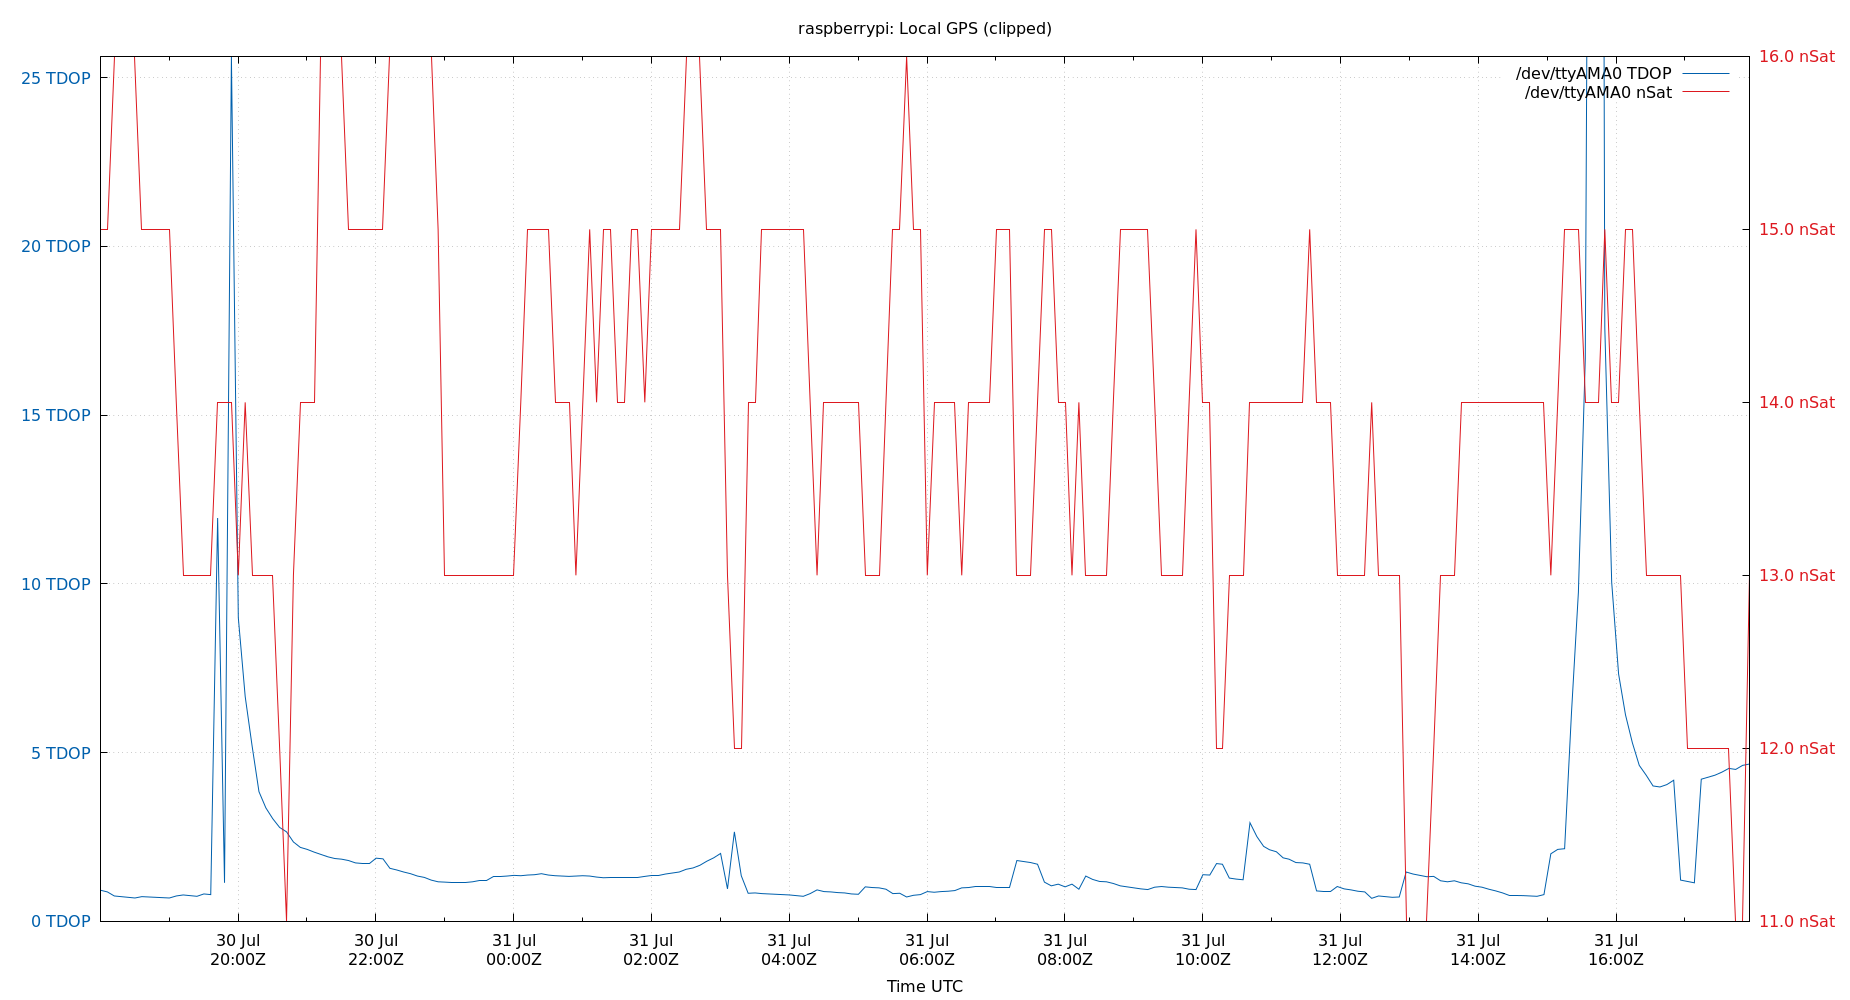 raspberrypi: Local GPS (clipped)
/dev/ttyAMA0 TDOP
/dev/ttyAMA0 nSat
25 TDOP
20 TDOP
15 TDOP
10 TDOP
5 TDOP
0 TDOP
16.0 nSat
15.0 nSat
14.0 nSat
13.0 nSat
12.0 nSat
11.0 nSat
30 Jul
20:00Z
30 Jul
22:00Z
31 Jul
00:00Z
31 Jul
02:00Z
31 Jul
04:00Z
31 Jul
06:00Z
31 Jul
08:00Z
31 Jul
10:00Z
31 Jul
12:00Z
31 Jul
14:00Z
31 Jul
16:00Z
Time UTC